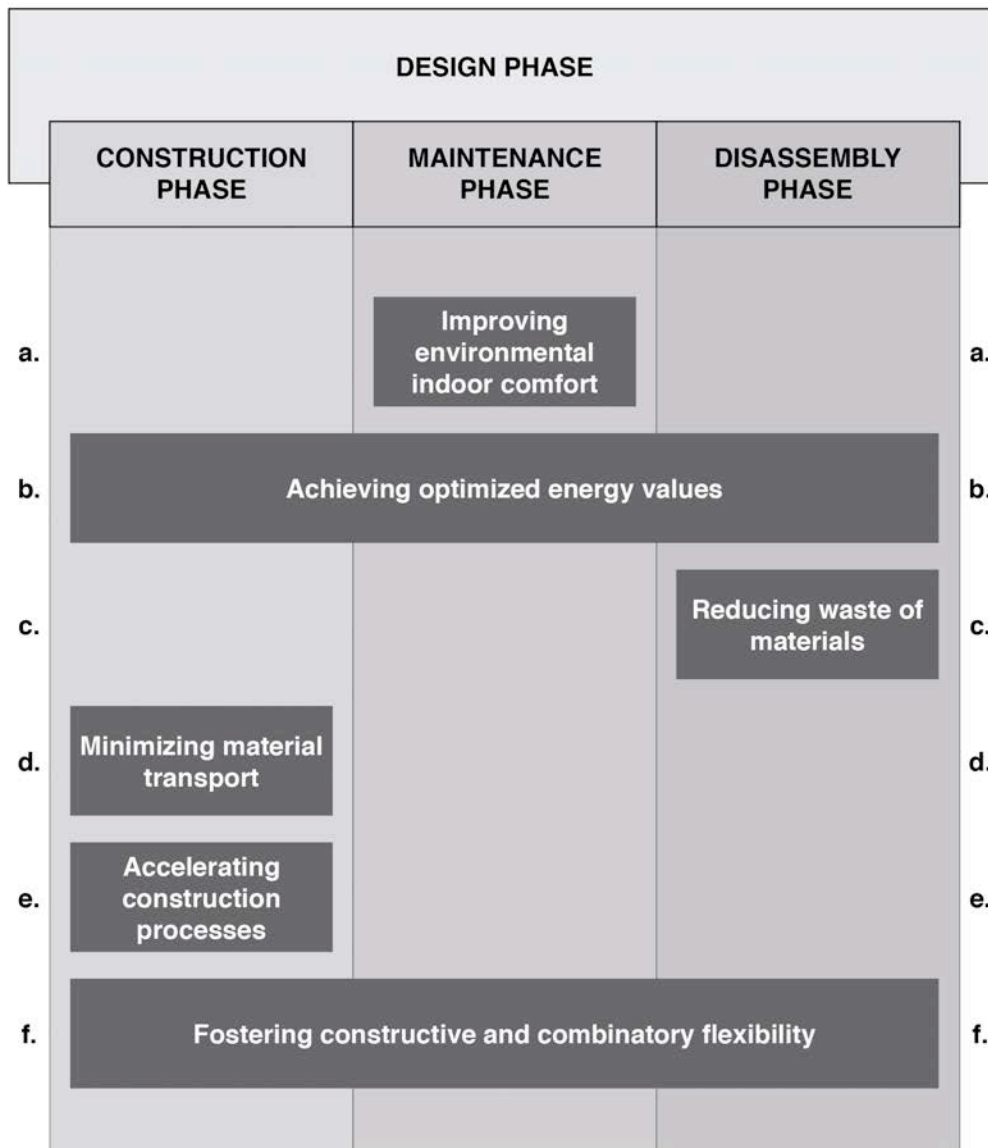 DESIGN PHASE
CONSTRUCTION
PHASE
MAINTENANCE
PHASE
DISASSEMBLY
PHASE
a.
Improving
environmental
indoor comfort
a.
b.
Achieving optimized energy values
b.
c.
Reducing waste of
materials
c.
d.
Minimizing material
transport
d.
e.
Accelerating
construction
processes
e.
f.
Fostering constructive and combinatory flexibility
f.